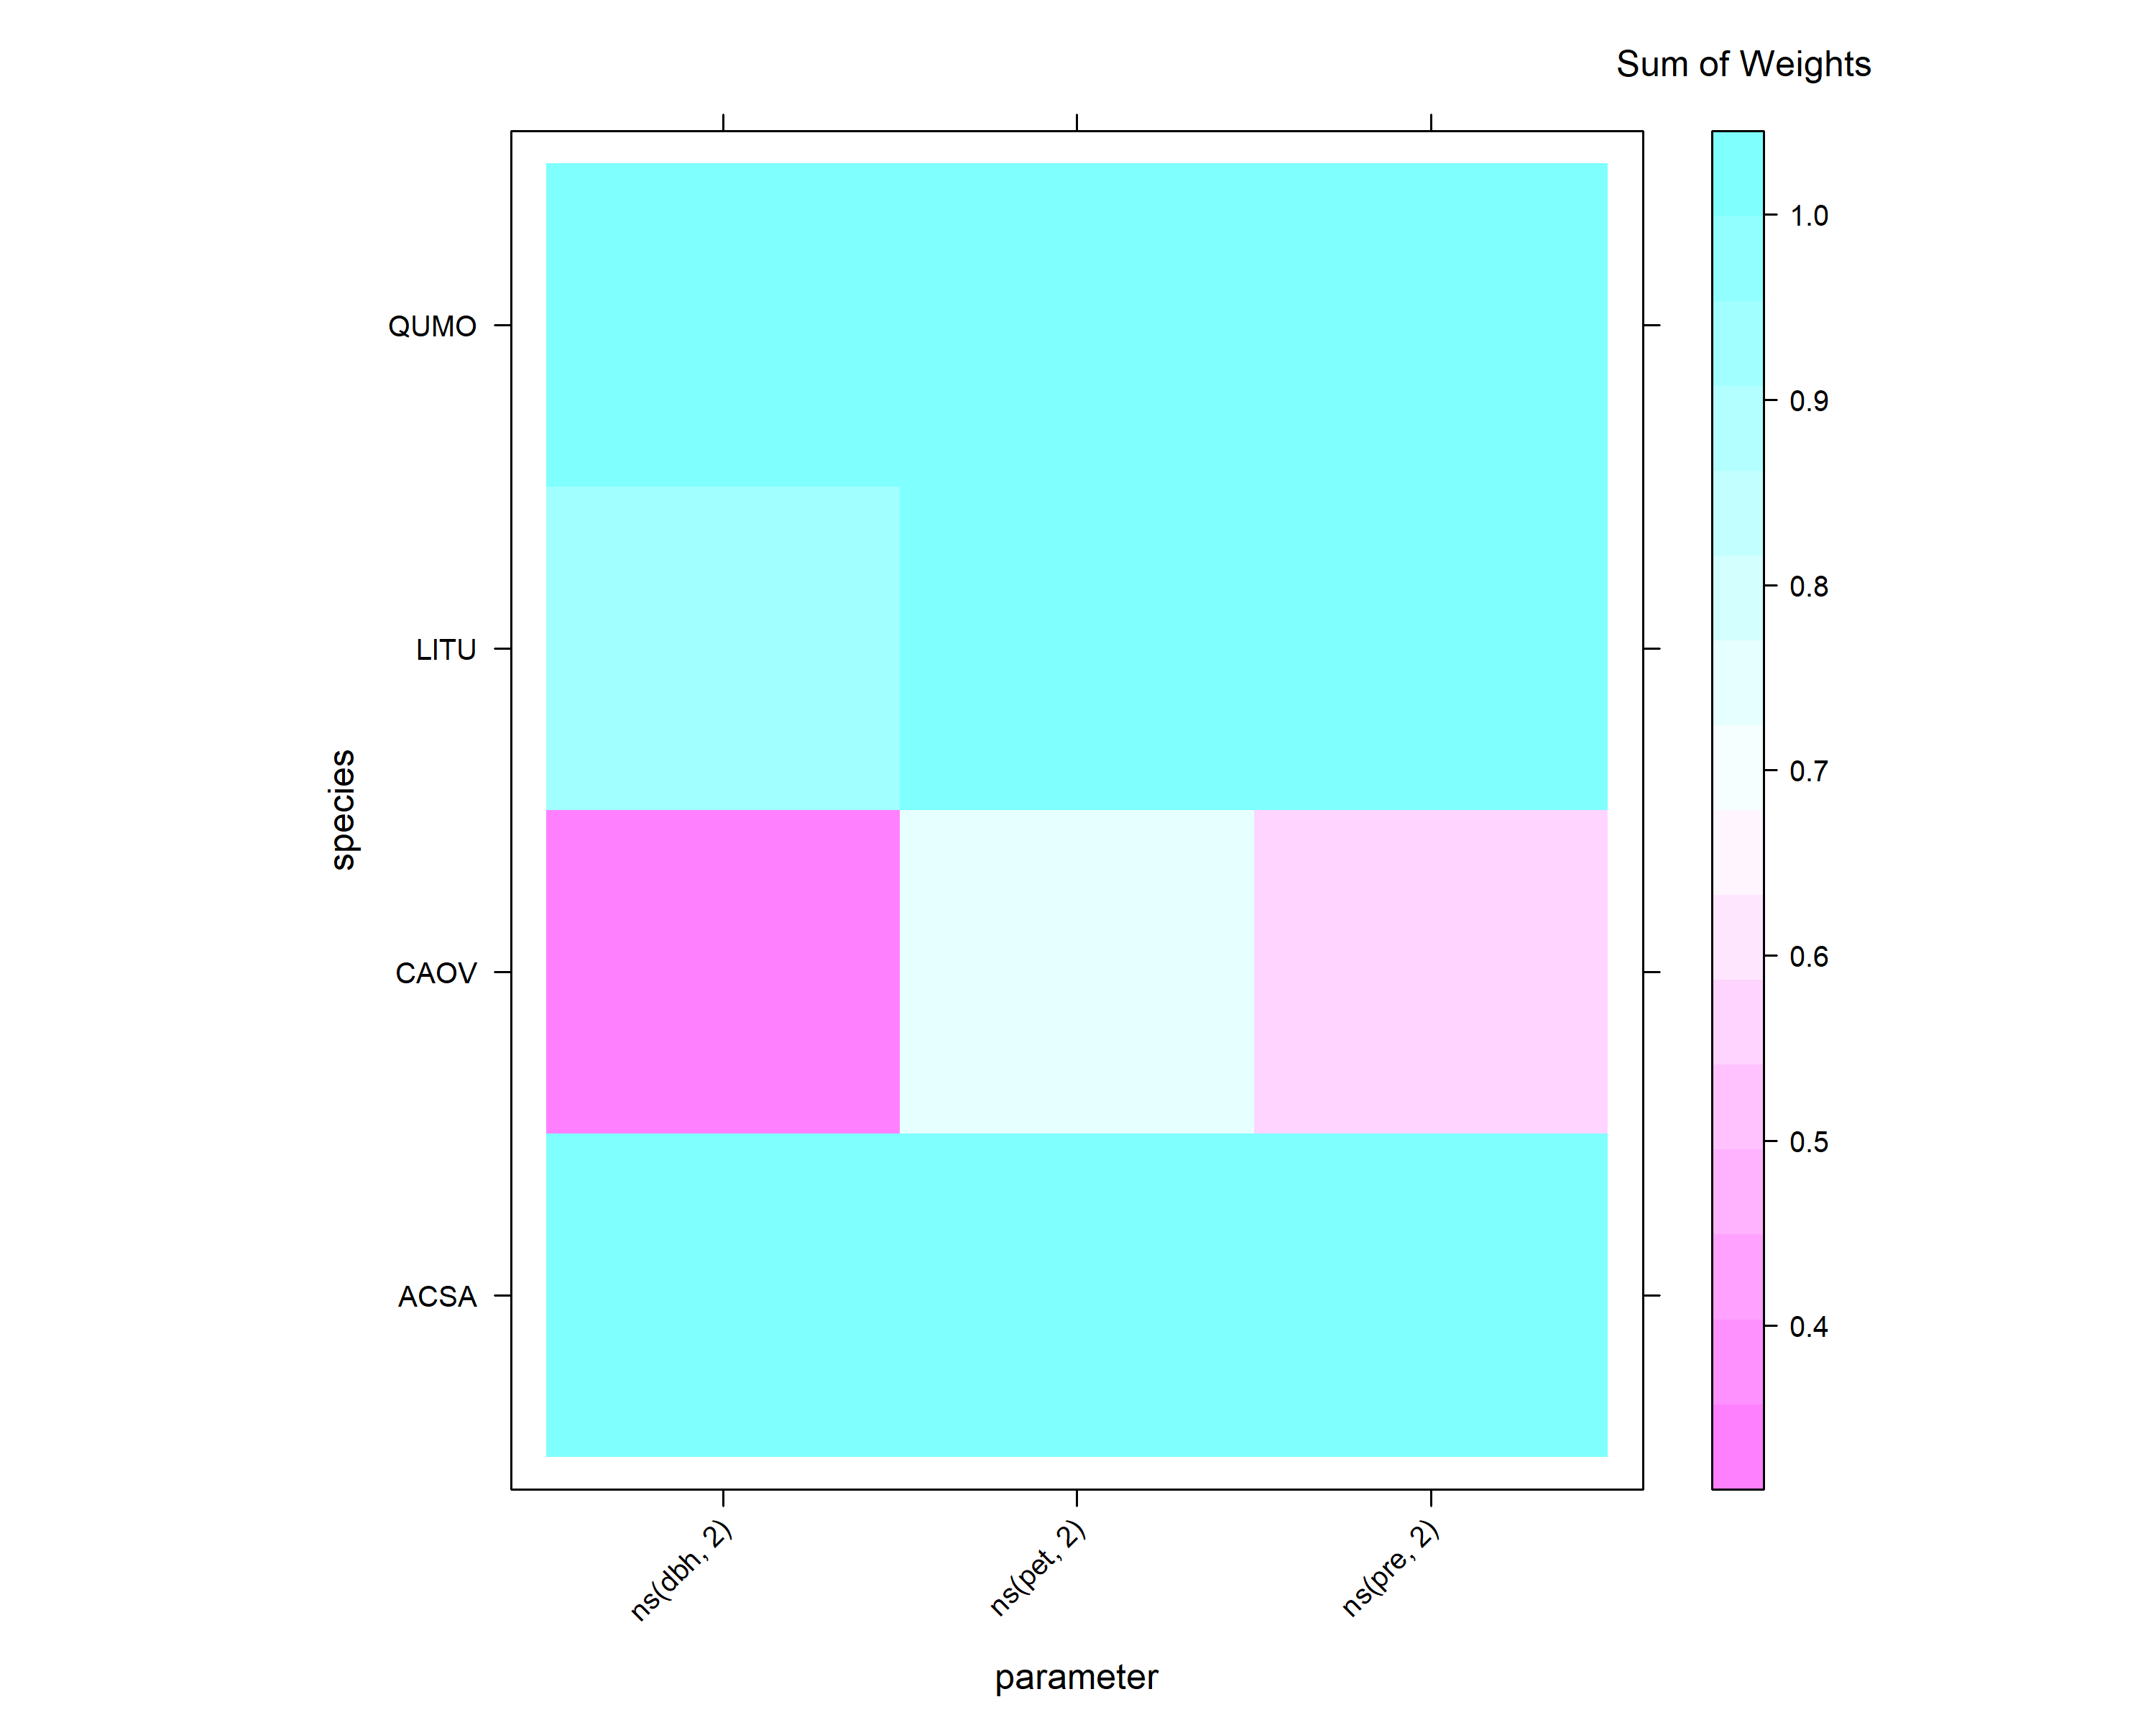 Sum of Weights
QUMO
LITU
CAOV
ACSA
species
1.0
0.9
0.8
0.7
0.6
0.5
0.4
ns(dbh, 2)
ns(pet, 2)
ns(pre, 2)
parameter